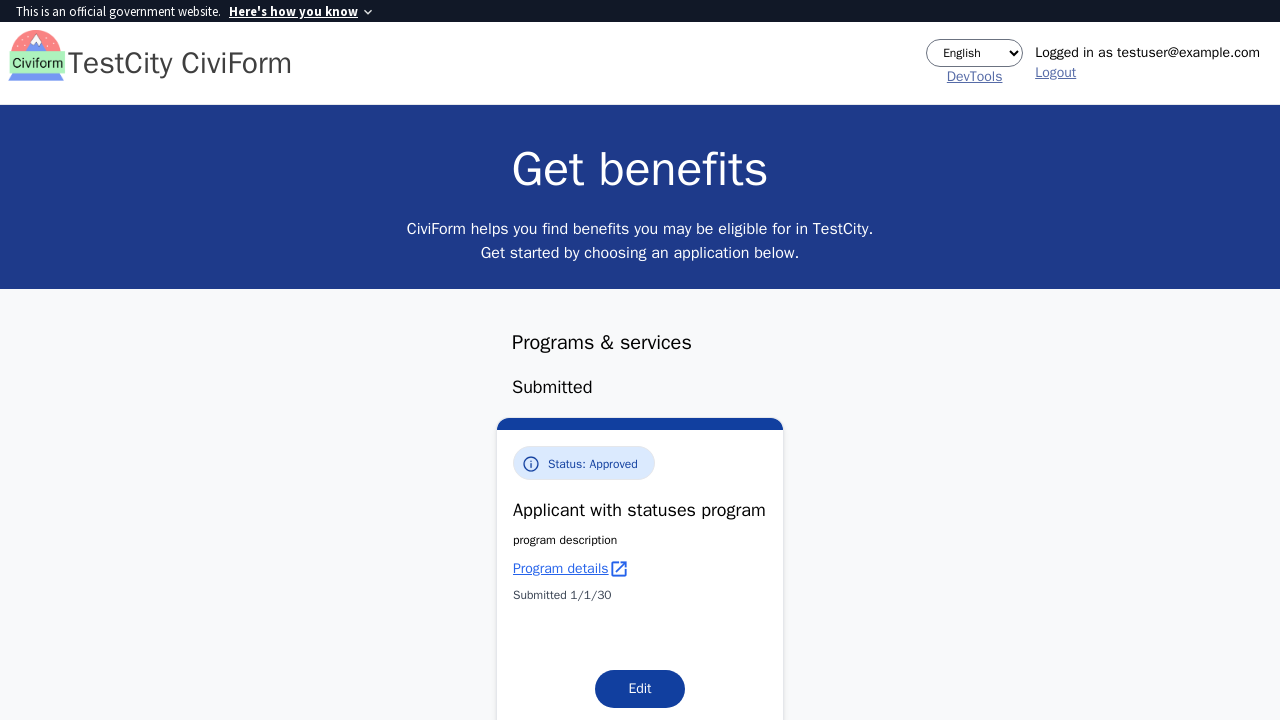 This is an official government website. Here's how you know
Civiform
TestCity CiviForm
English
DevTools
Logged in as testuser@example.com
Logout
Get benefits
CiviForm helps you find benefits you may be eligible for in TestCity.
Get started by choosing an application below.
Programs & services
Submitted
Status: Approved
Applicant with statuses program
program description
Program details
Submitted 1/1/30
Edit